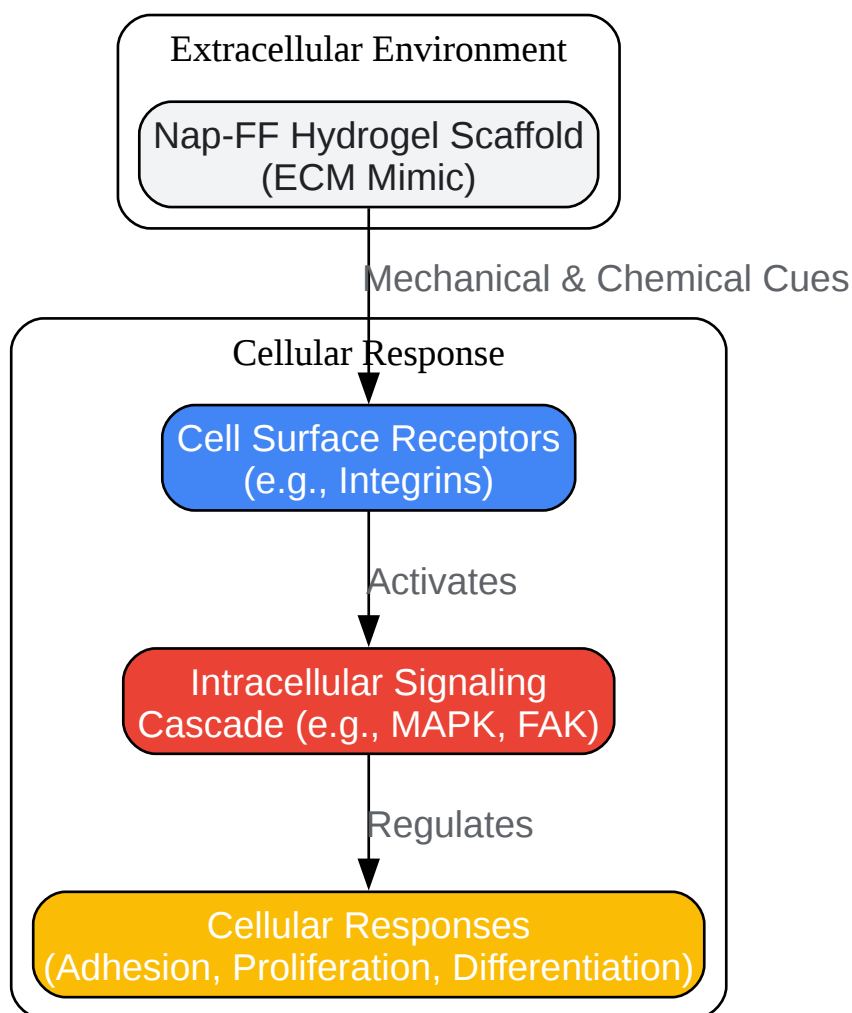 Extracellular Environment
Nap-FF Hydrogel Scaffold
(ECM Mimic)
Mechanical & Chemical Cues
Cellular Response
Cell Surface Receptors
(e.g., Integrins)
Activates
Intracellular Signaling
Cascade (e.g., MAPK, FAK)
Regulates
Cellular Responses
(Adhesion, Proliferation, Differentiation)